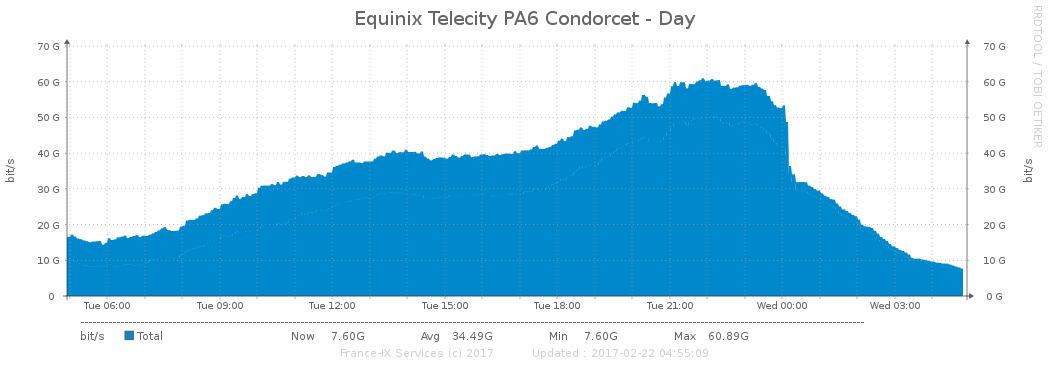 Equinix Telecity PA6 Condorcet - Day
RRDTOOL / TOBI OETIKER
70 G 70 G
60 G 60 G
50 G 50 G
40 G 40 G
30 G 30 G
20 G 20 G
10 G 10 G
0 0 G
bit/s bit/s
Tue 06:00 Tue 09:00 Tue 12:00 Tue 15:00 Tue 18:00 Tue 21:00 Wed 00:00 Wed 03:00
bit/s Total Now 7.60G Avg 34.49G Min 7.60G Max 60.89G
France-IX Services (c) 2017 Updated : 2017-02-22 04:55:09